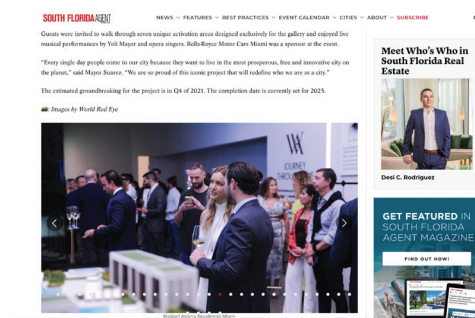 SOUTH FLORIDA AGENT
NEWS FEATURES BEST PRACTICES EVENT CALENDAR CITIES ABOUT SUBSCRIBE
Guests were invited to walk through seven unique activation areas designed exclusively for the gallery and enjoyed live
musical performances by Yoli Mayor and opera singers. Rolls-Royce Motor Cars Miami was a sponsor at the event.
“Every single day people come to our city because they want to live in the most prosperous, free and innovative city on
the planet,” said Mayor Suarez. “We are so proud of this iconic project that will redefine who we are as a city.”
The estimated groundbreaking for the project is in Q4 of 2021. The completion date is currently set for 2025.
📷: Images by World Red Eye
W
JOURNEY
Waldorf Astoria Residences Miami
Meet Who’s Who in
South Florida Real
Estate
Desi C. Rodriguez
GET FEATURED IN
SOUTH FLORIDA
AGENT MAGAZINE
FIND OUT HOW!